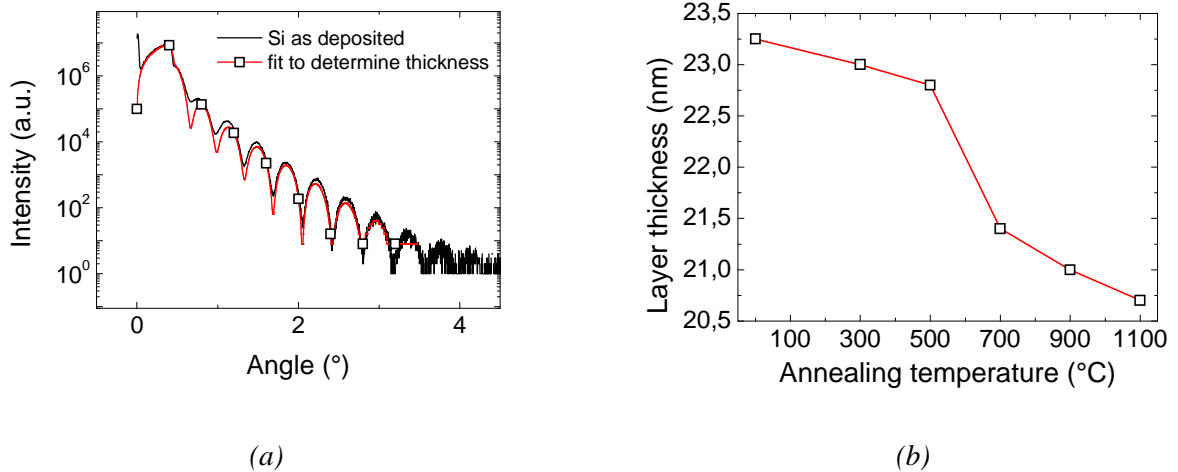 Intensity (a.u.)
10^6
10^4
10^2
10^0
Si as deposited
fit to determine thickness
0 2 4
Angle (°)
(a)
Layer thickness (nm)
23,5
23,0
22,5
22,0
21,5
21,0
20,5
100 300 500 700 900 1100
Annealing temperature (°C)
(b)